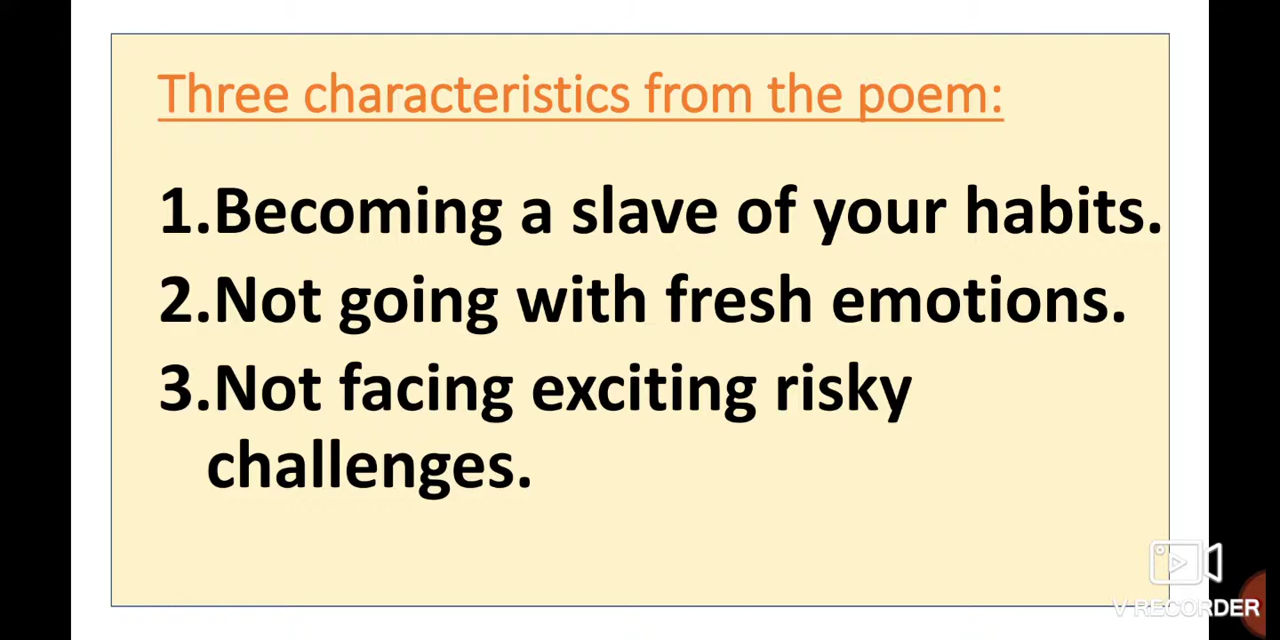 Three characteristics from the poem:
1.Becoming a slave of your habits.
2.Not going with fresh emotions.
3.Not facing exciting risky
challenges.
V RECORDER